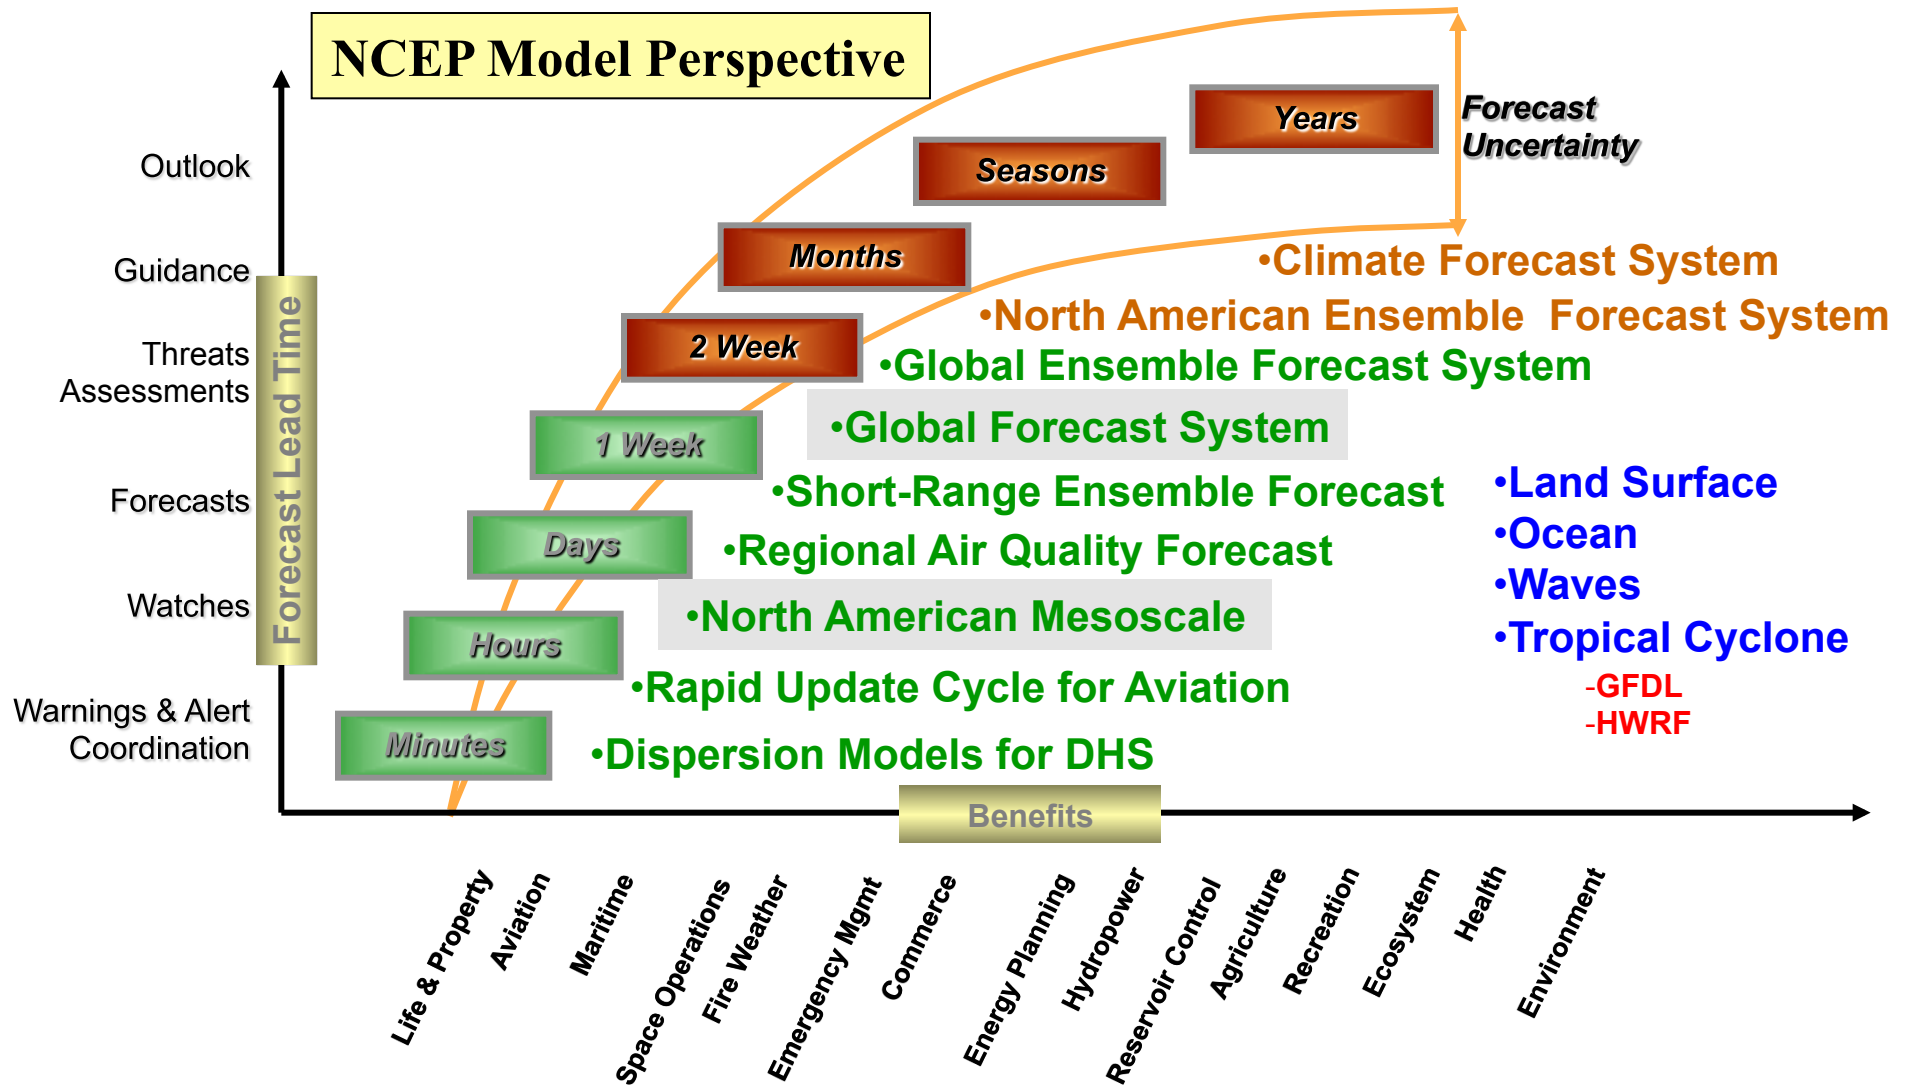 NCEP Model Perspective
Outlook
Guidance
Threats
Assessments
Forecasts
Watches
Warnings & Alert
Coordination
Forecast Lead Time
Years
Seasons
Months
2 Week
1 Week
Days
Hours
Minutes
Forecast
Uncertainty
•Climate Forecast System
•North American Ensemble  Forecast System
•Global Ensemble Forecast System
•Global Forecast System
•Short-Range Ensemble Forecast
•Regional Air Quality Forecast
•North American Mesoscale
•Rapid Update Cycle for Aviation
•Dispersion Models for DHS
•Land Surface
•Ocean
•Waves
•Tropical Cyclone
-GFDL
-HWRF
Benefits
Life & Property
Aviation
Maritime
Space Operations
Fire Weather
Emergency Mgmt
Commerce
Energy Planning
Hydropower
Reservoir Control
Agriculture
Recreation
Ecosystem
Health
Environment